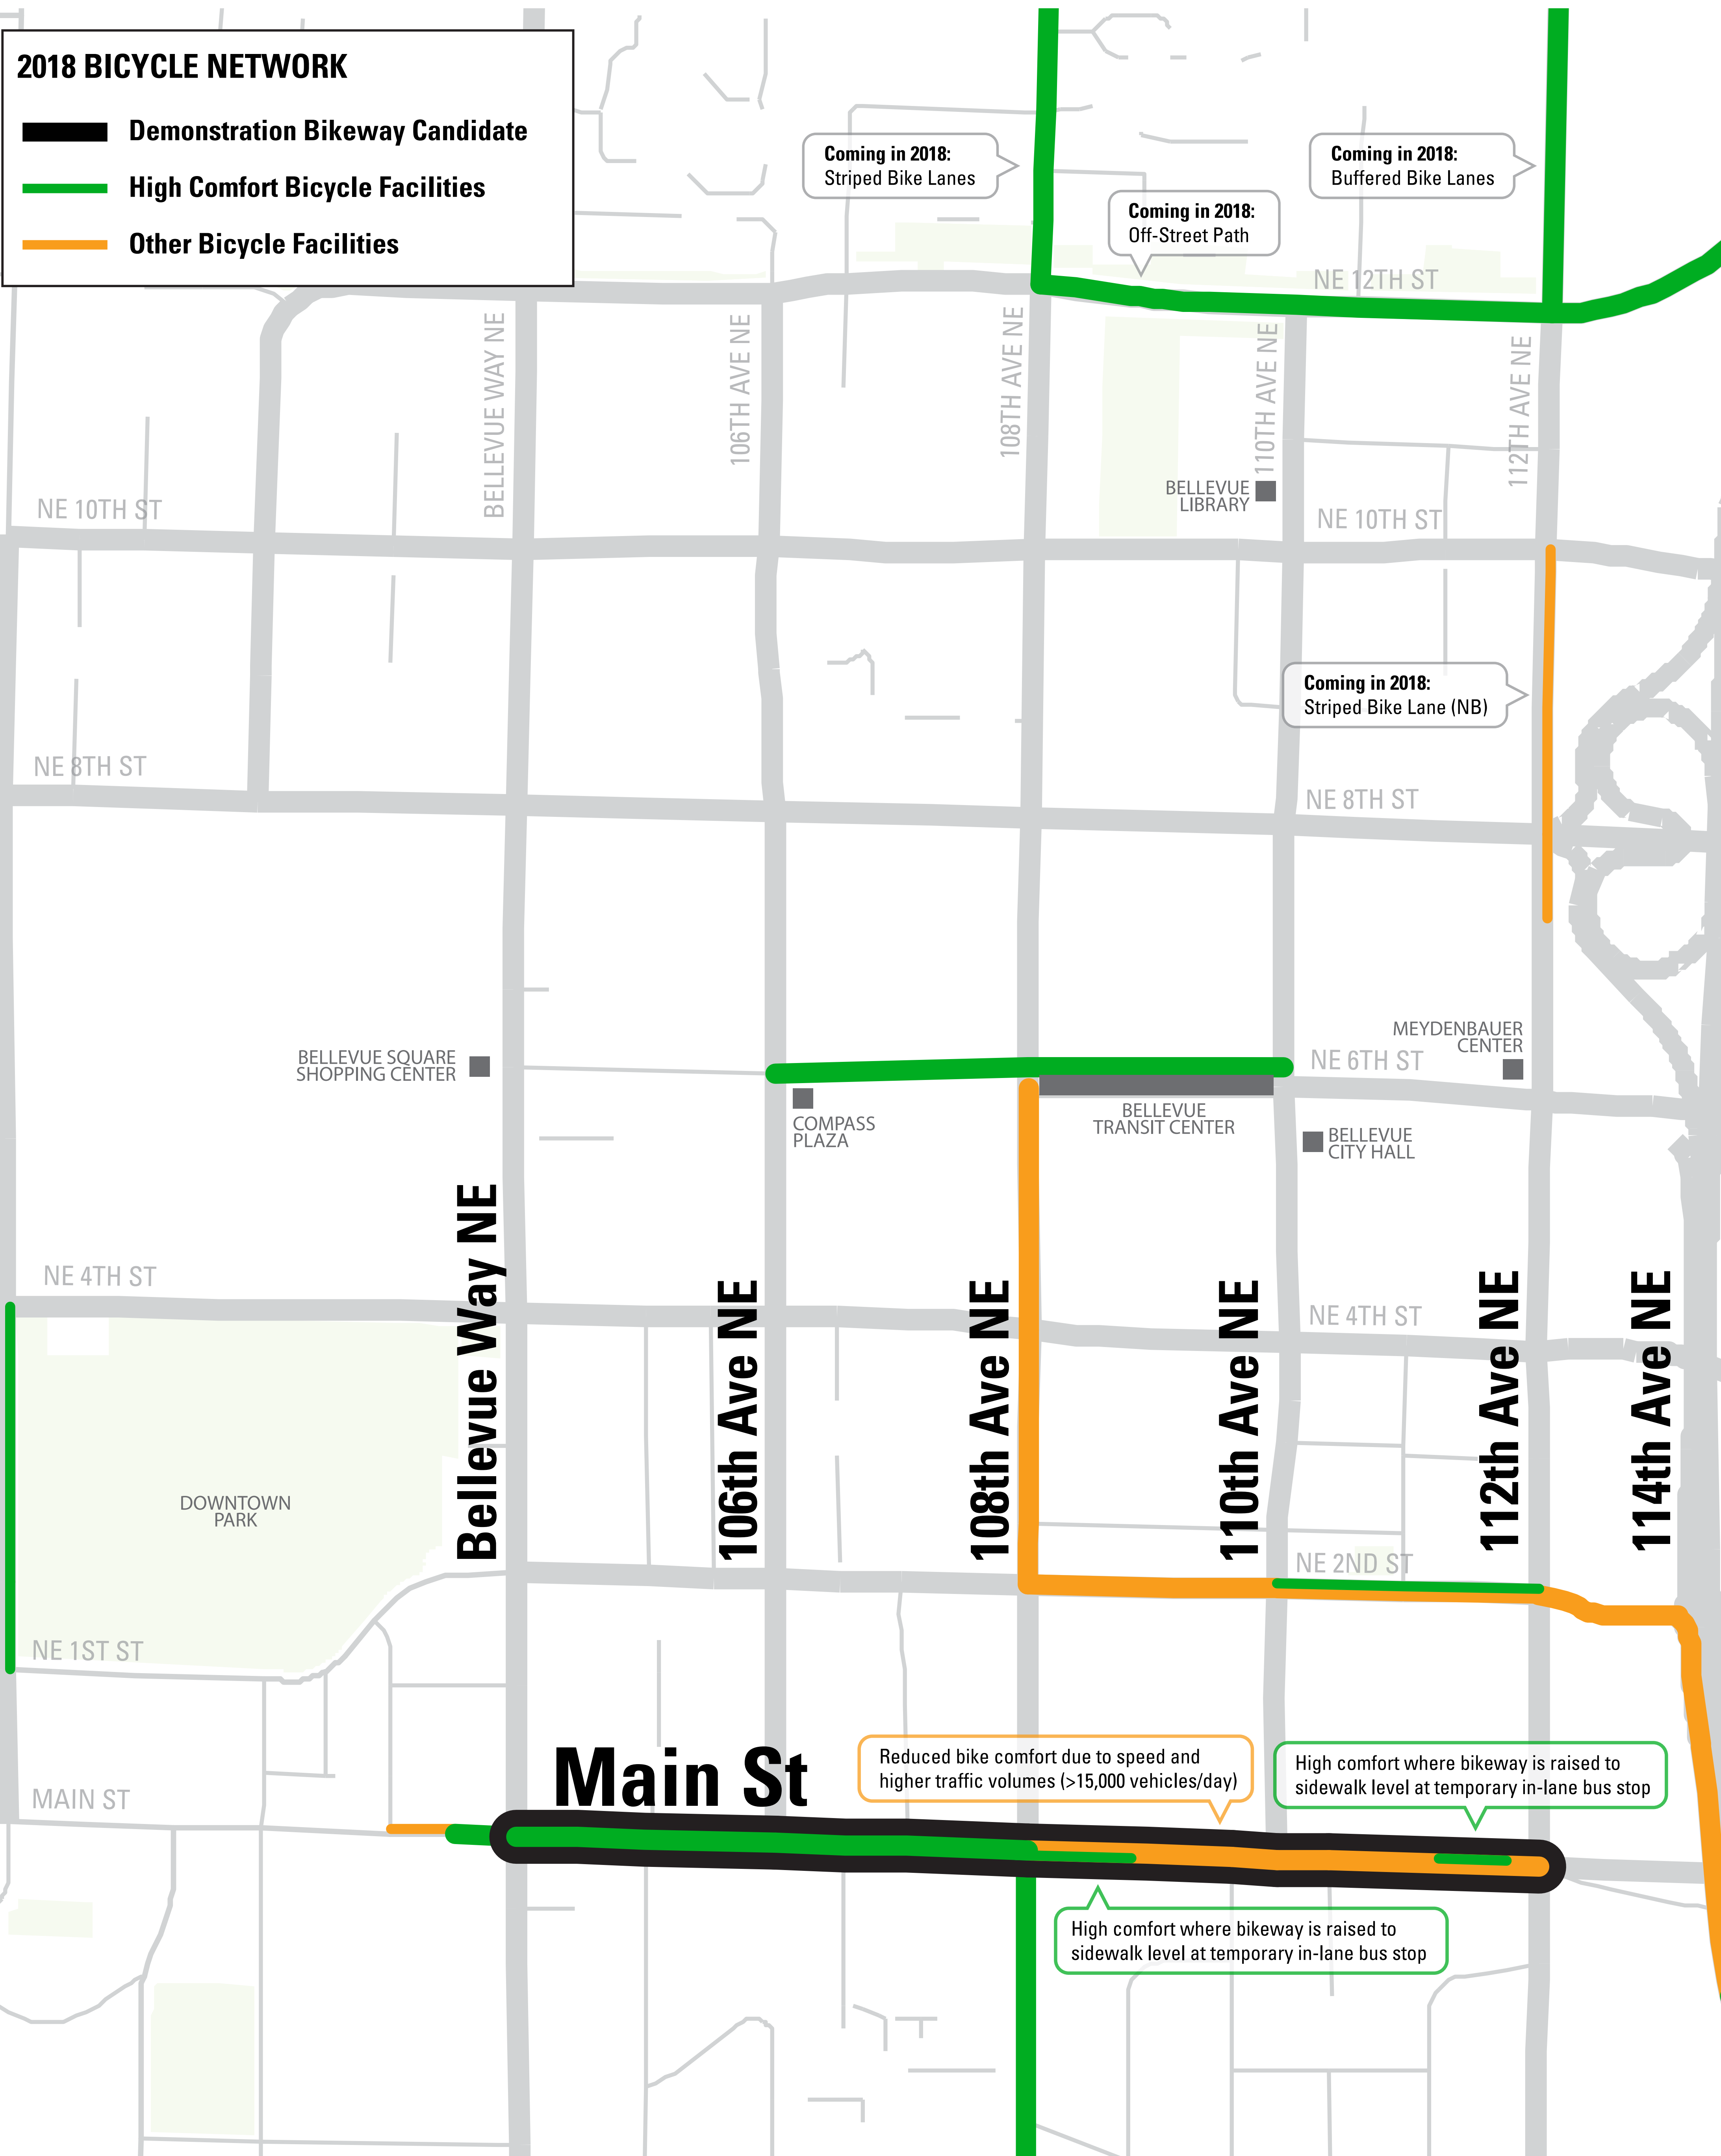 2018 BICYCLE NETWORK
Demonstration Bikeway Candidate
High Comfort Bicycle Facilities
Other Bicycle Facilities
Coming in 2018:
Striped Bike Lanes
Coming in 2018:
Buffered Bike Lanes
Coming in 2018:
Off-Street Path
NE 12TH ST
BELLEVUE WAY NE
106TH AVE NE
108TH AVE NE
110TH AVE NE
112TH AVE NE
BELLEVUE
LIBRARY
NE 10TH ST
NE 10TH ST
Coming in 2018:
Striped Bike Lane (NB)
NE 8TH ST
NE 8TH ST
BELLEVUE SQUARE
SHOPPING CENTER
MEYDENBAUER
CENTER
NE 6TH ST
COMPASS
PLAZA
BELLEVUE
TRANSIT CENTER
BELLEVUE
CITY HALL
NE 4TH ST
NE 4TH ST
Bellevue Way NE
106th Ave NE
108th Ave NE
110th Ave NE
112th Ave NE
114th Ave NE
DOWNTOWN
PARK
NE 2ND ST
NE 1ST ST
MAIN ST
Main St
Reduced bike comfort due to speed and
higher traffic volumes (>15,000 vehicles/day)
High comfort where bikeway is raised to
sidewalk level at temporary in-lane bus stop
High comfort where bikeway is raised to
sidewalk level at temporary in-lane bus stop